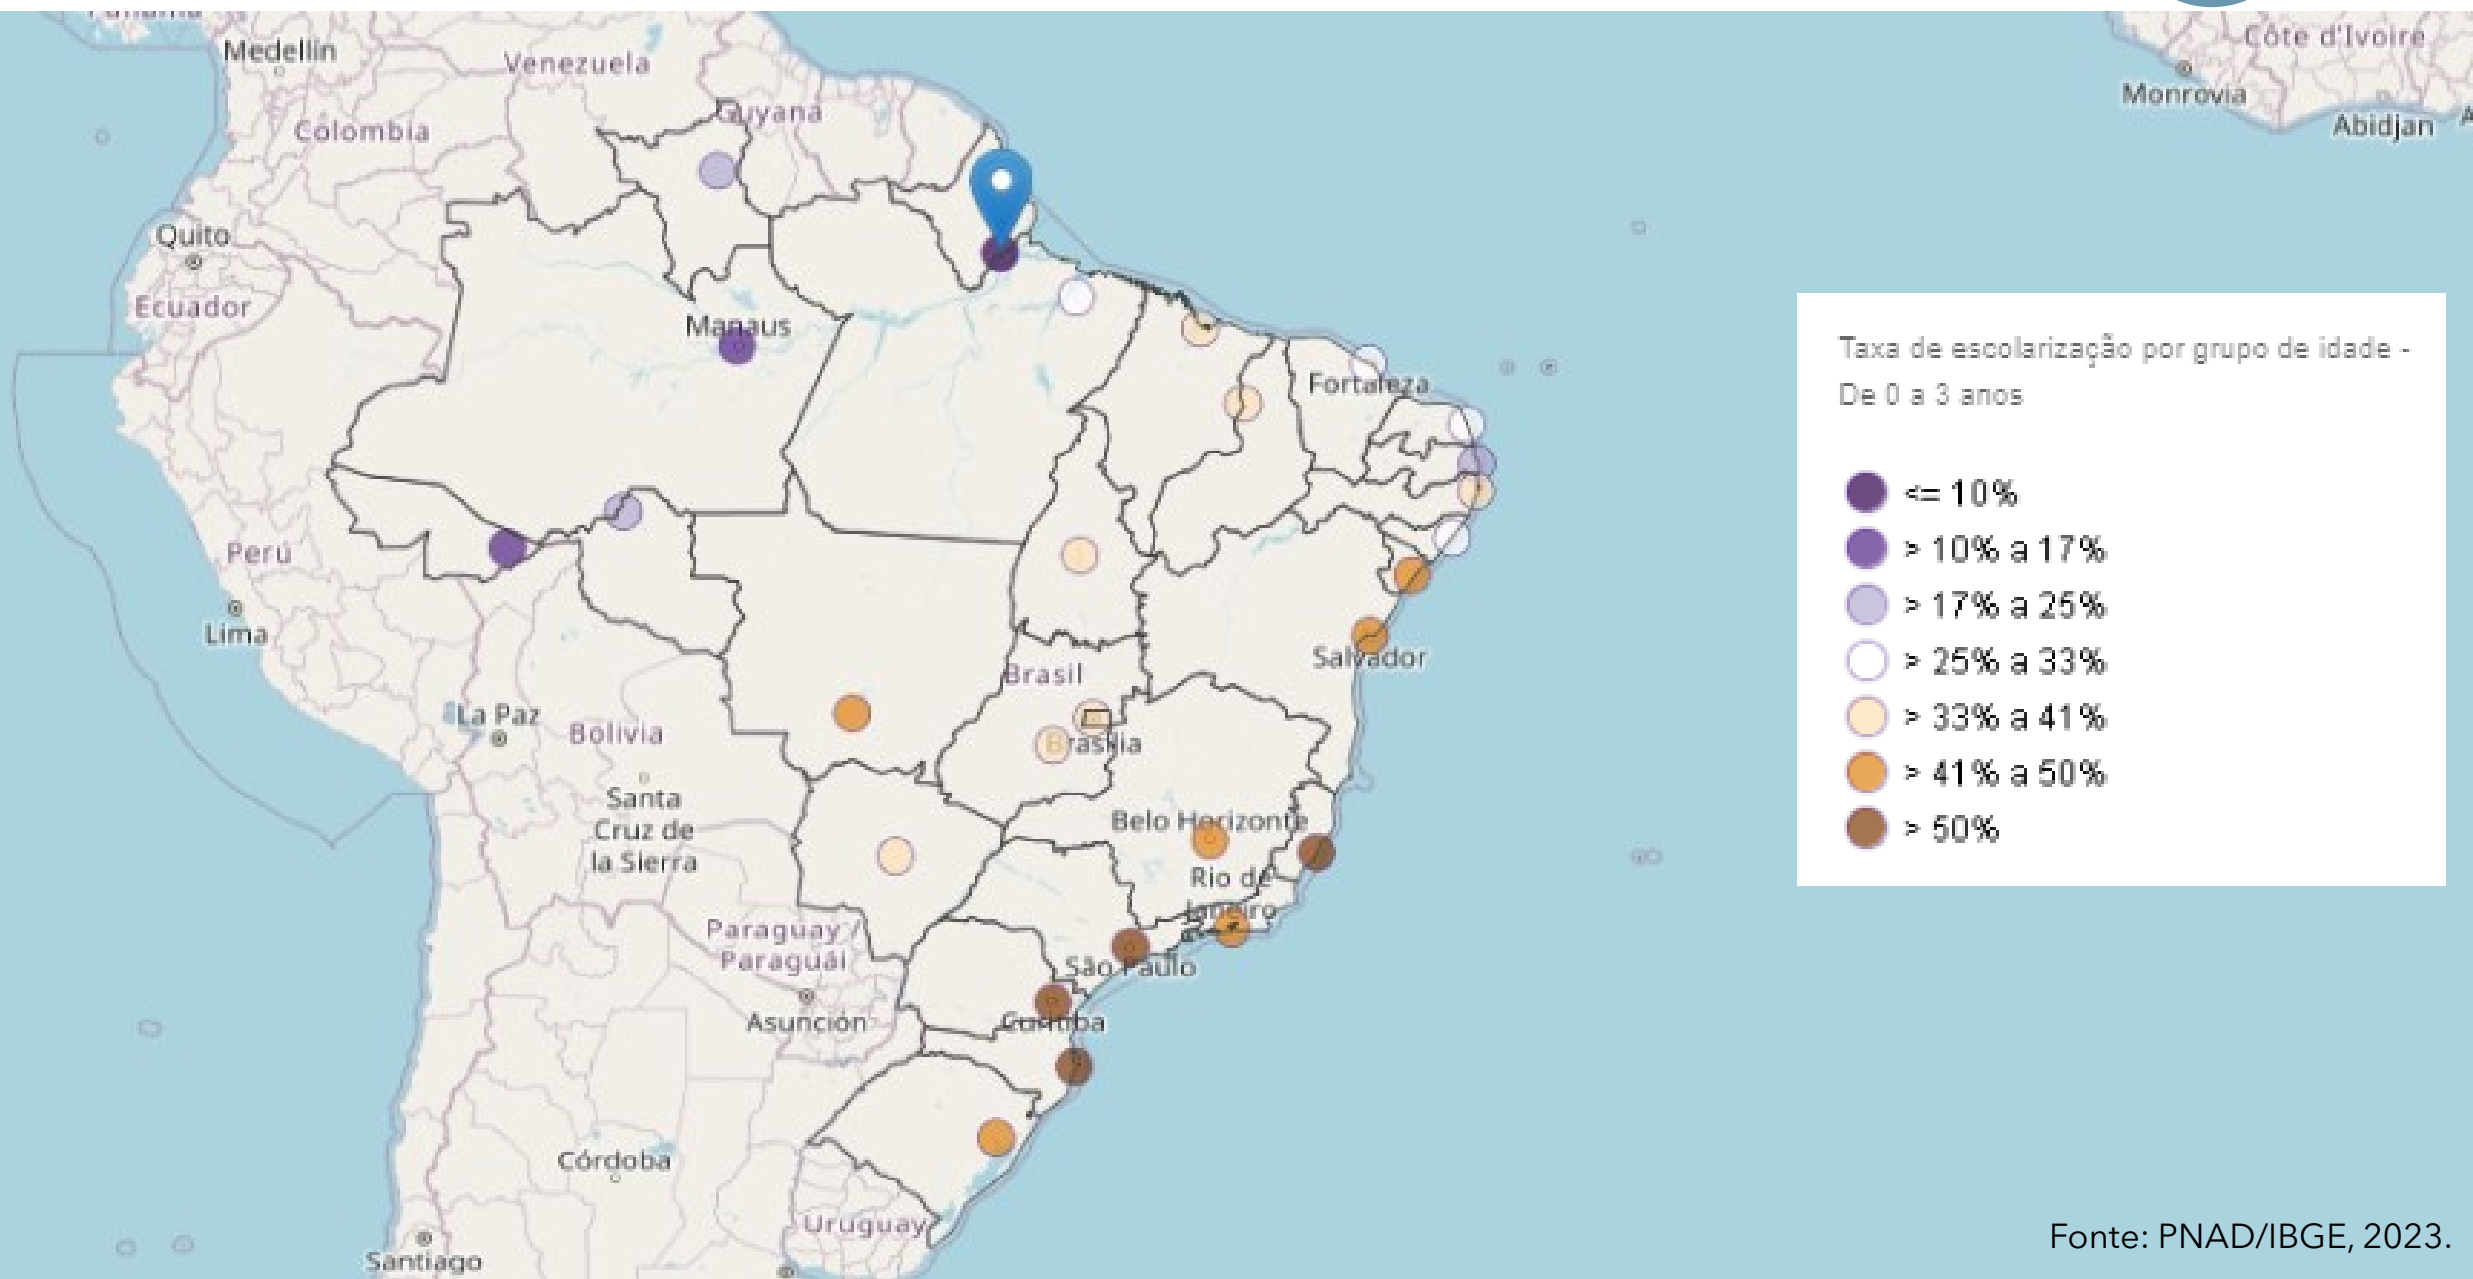 Panamá
Medellín
Venezuela
Guyana
Colombia
Quito
Ecuador
Manaus
Perú
Lima
La Paz
Bolivia
Santa
Cruz de
la Sierra
Paraguay /
Paraguái
Asunción
Córdoba
Uruguay
Santiago
Fortaleza
Salvador
Brasil
Brasília
Belo Horizonte
Rio de
Janeiro
São Paulo
Curitiba
Côte d'Ivoire
Monrovia
Abidjan
Taxa de escolarização por grupo de idade -
De 0 a 3 anos
<= 10%
> 10% a 17%
> 17% a 25%
> 25% a 33%
> 33% a 41%
> 41% a 50%
> 50%
Fonte: PNAD/IBGE, 2023.